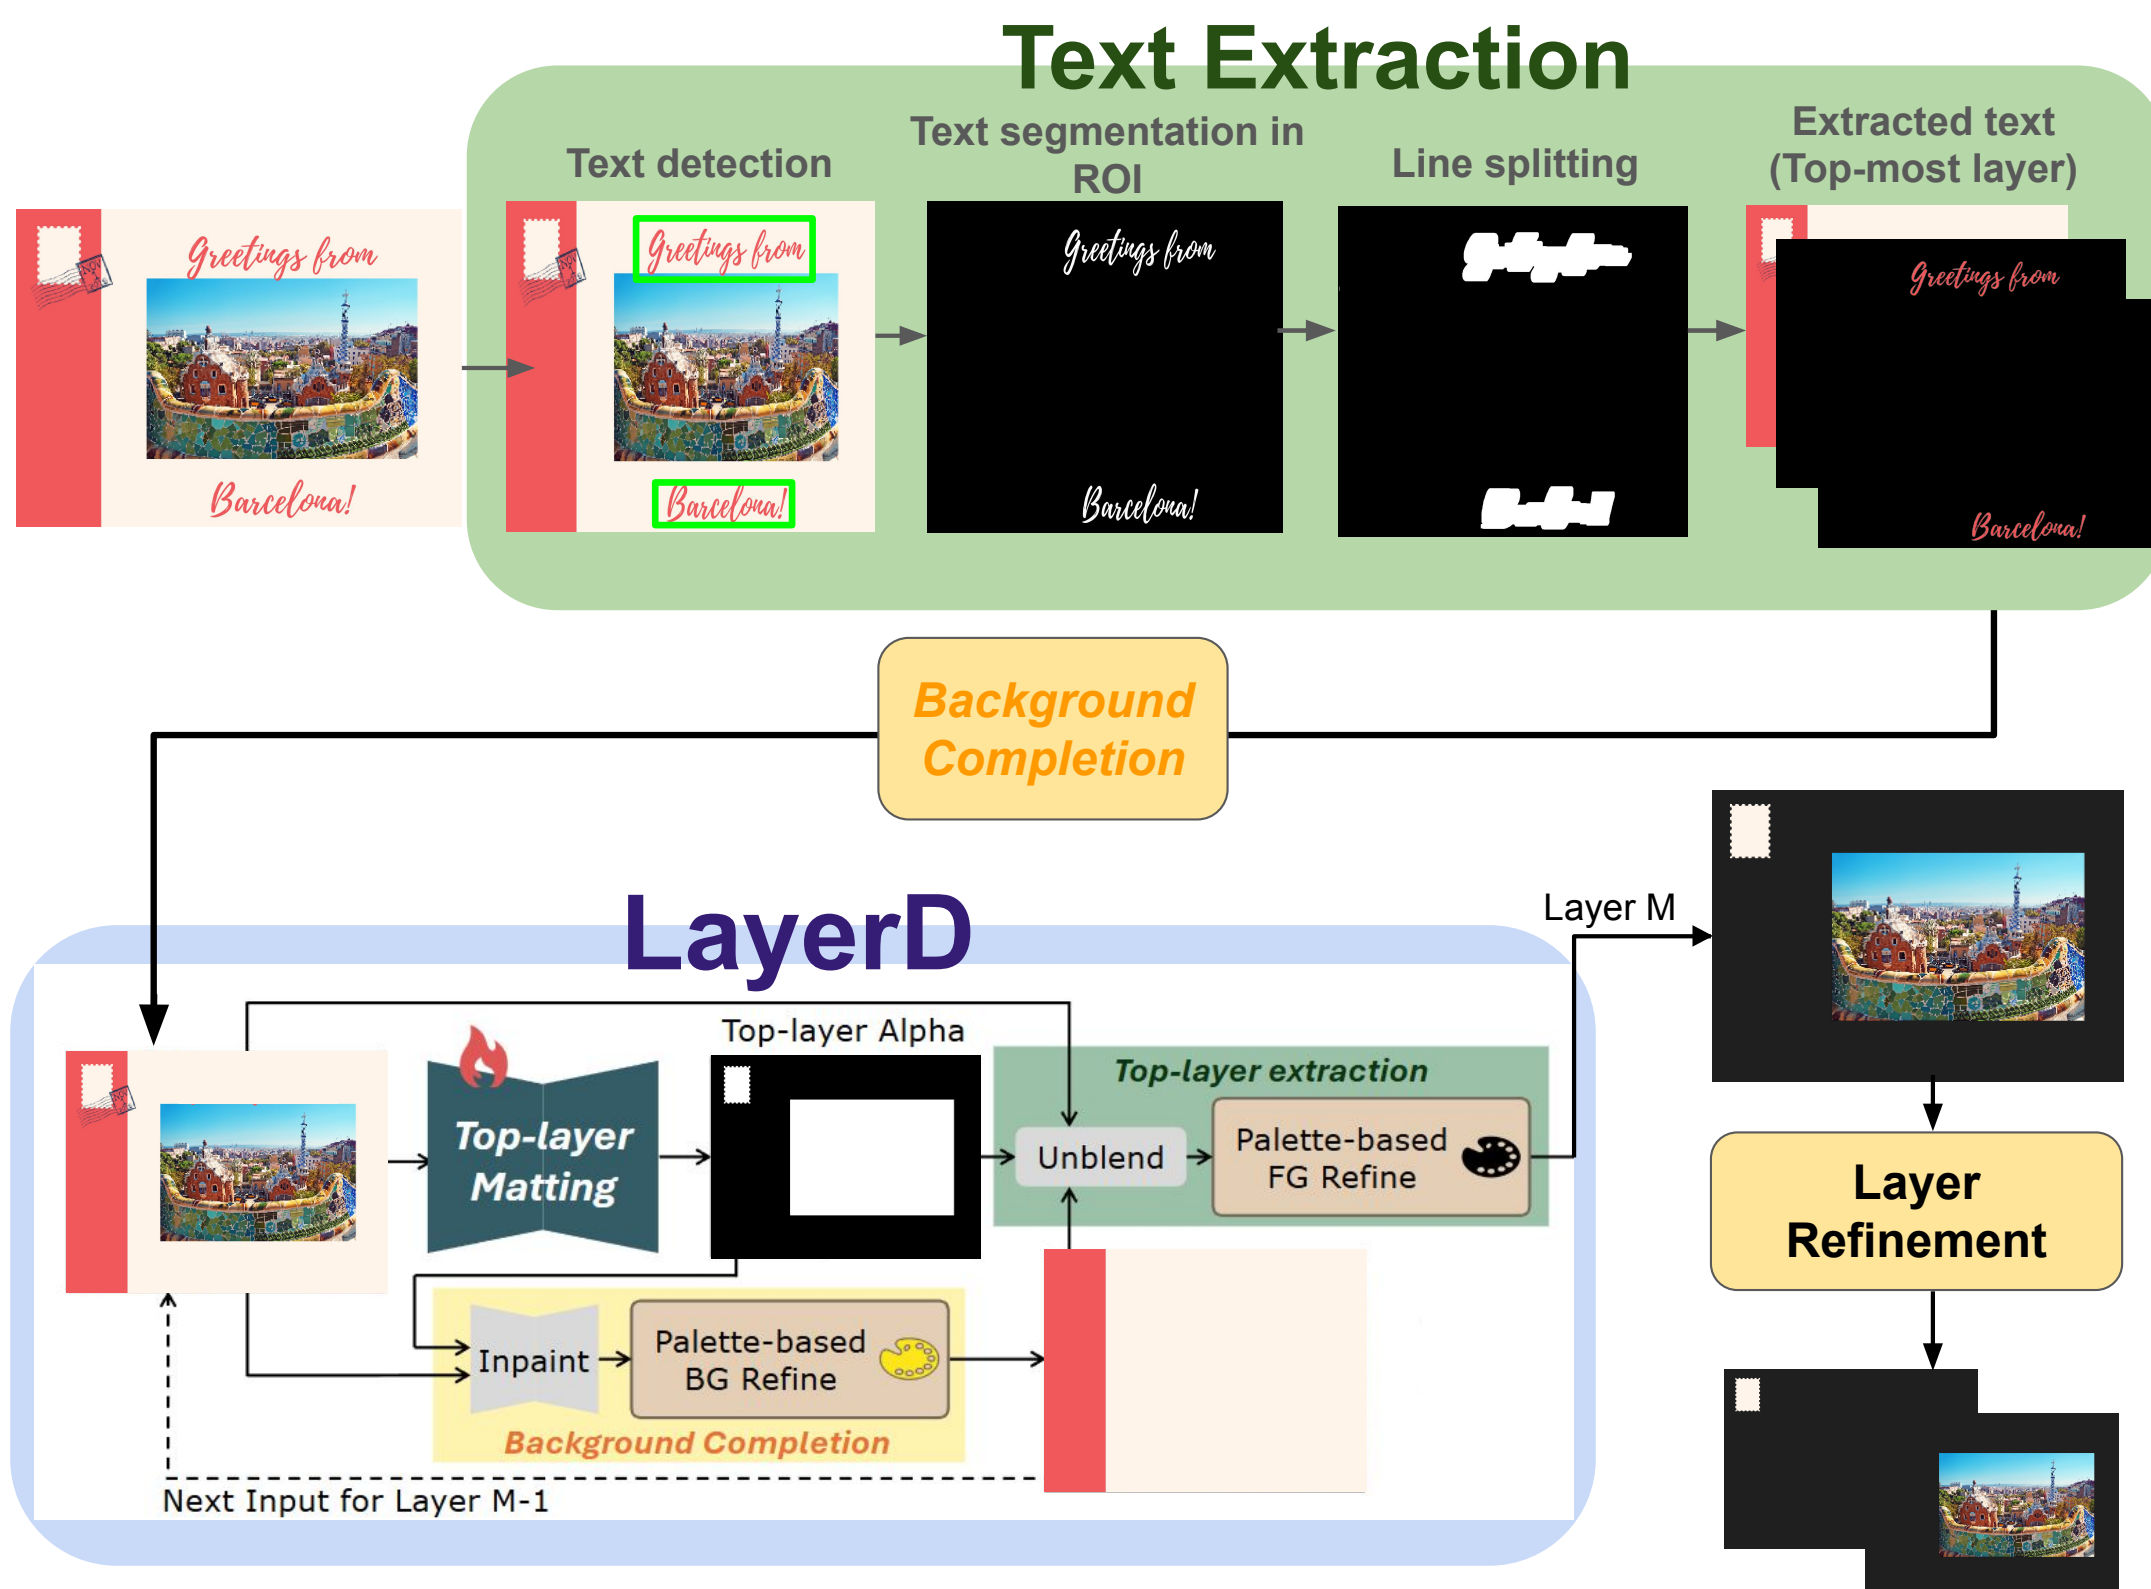 Text Extraction
Text detection
Text segmentation in
ROI
Line splitting
Extracted text
(Top-most layer)
Greetings from
Barcelona!
Greetings from
Barcelona!
Greetings from
Barcelona!
Greetings from
Barcelona!
Background
Completion
LayerD
Layer M
Top-layer Alpha
Top-layer
Matting
Top-layer extraction
Unblend
Palette-based
FG Refine
Inpaint
Palette-based
BG Refine
Background Completion
Next Input for Layer M-1
Layer
Refinement